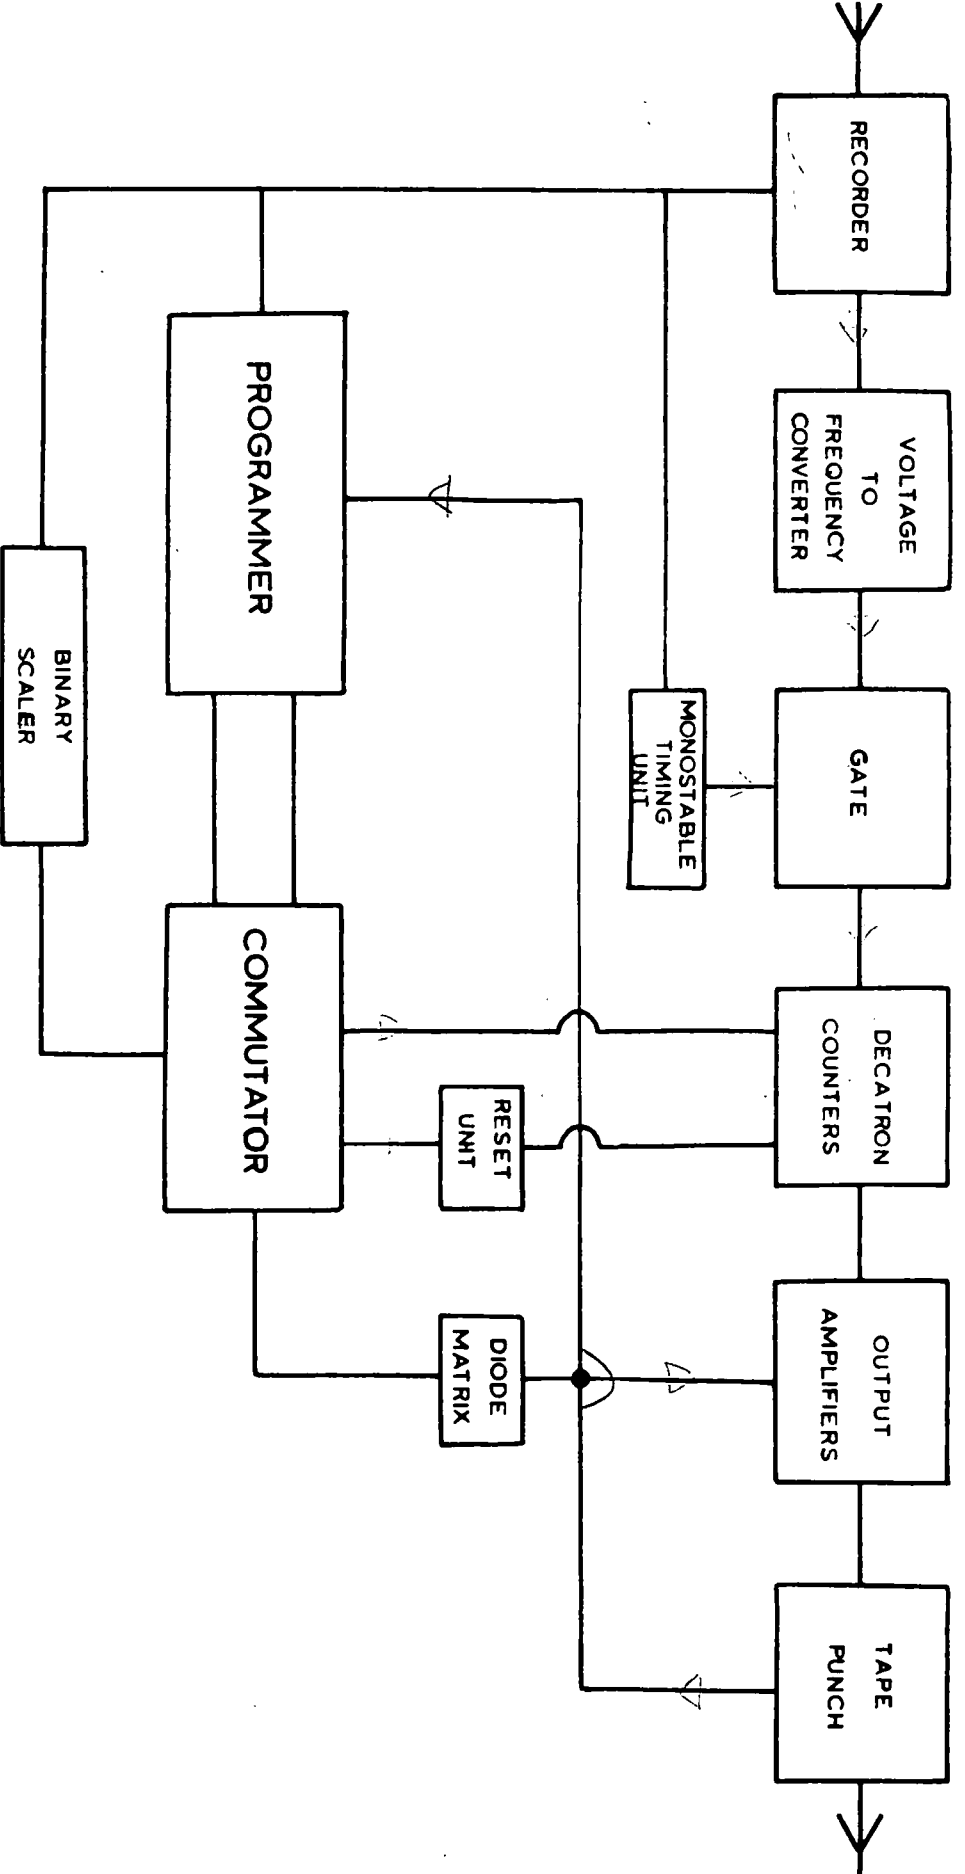 RECORDER
VOLTAGE
TO
FREQUENCY
CONVERTER
GATE
DECATRON
COUNTERS
OUTPUT
AMPLIFIERS
TAPE
PUNCH
MONOSTABLE
TIMING
UNIT
RESET
UNIT
DIODE
MATRIX
PROGRAMMER
COMMUTATOR
BINARY
SCALER